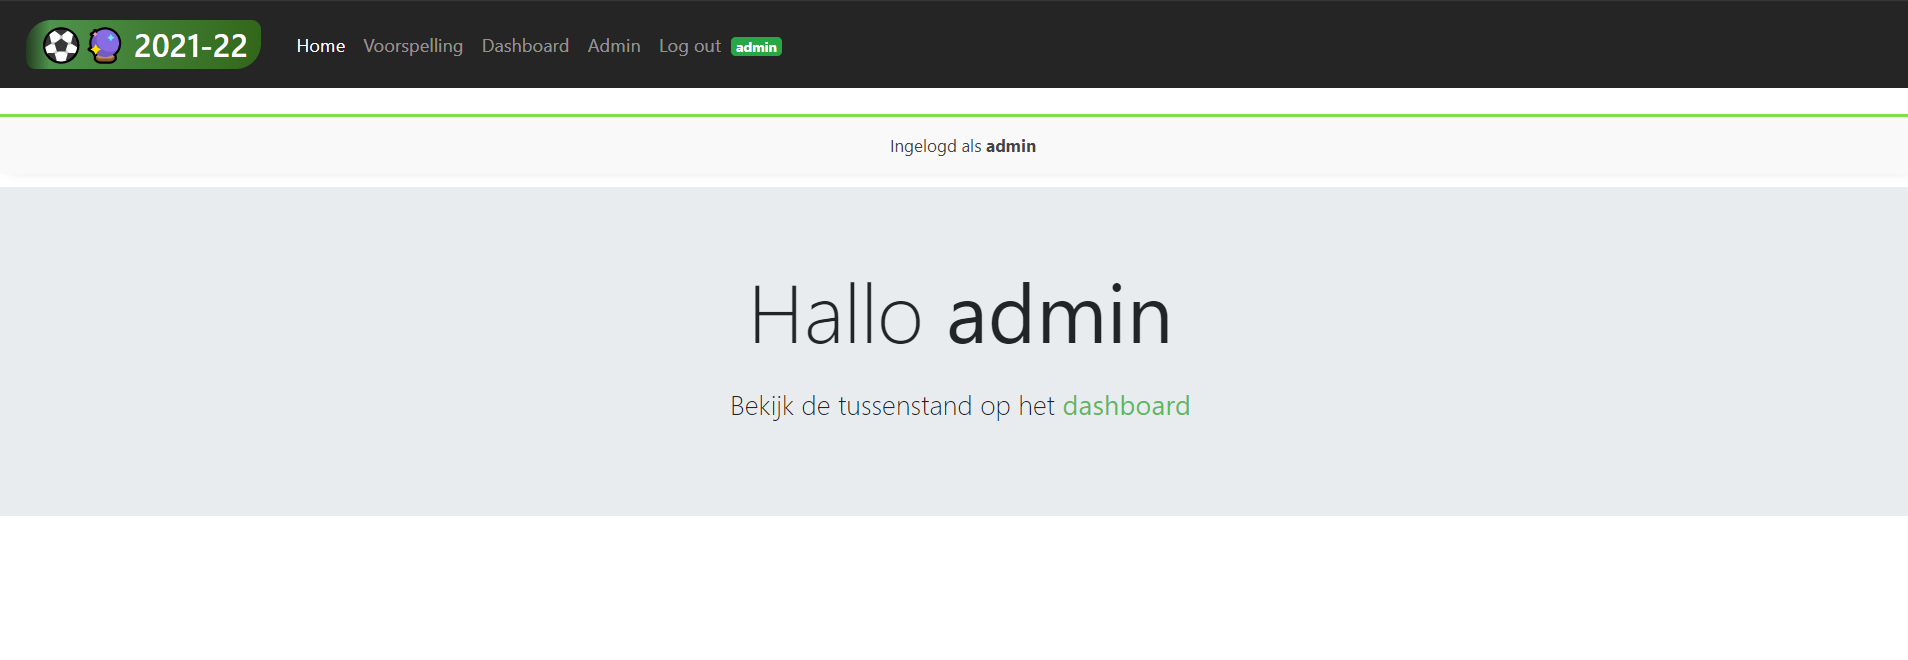 2021-22 Home Voorspelling Dashboard Admin Log out admin
Ingelogd als admin
Hallo admin
Bekijk de tussenstand op het dashboard